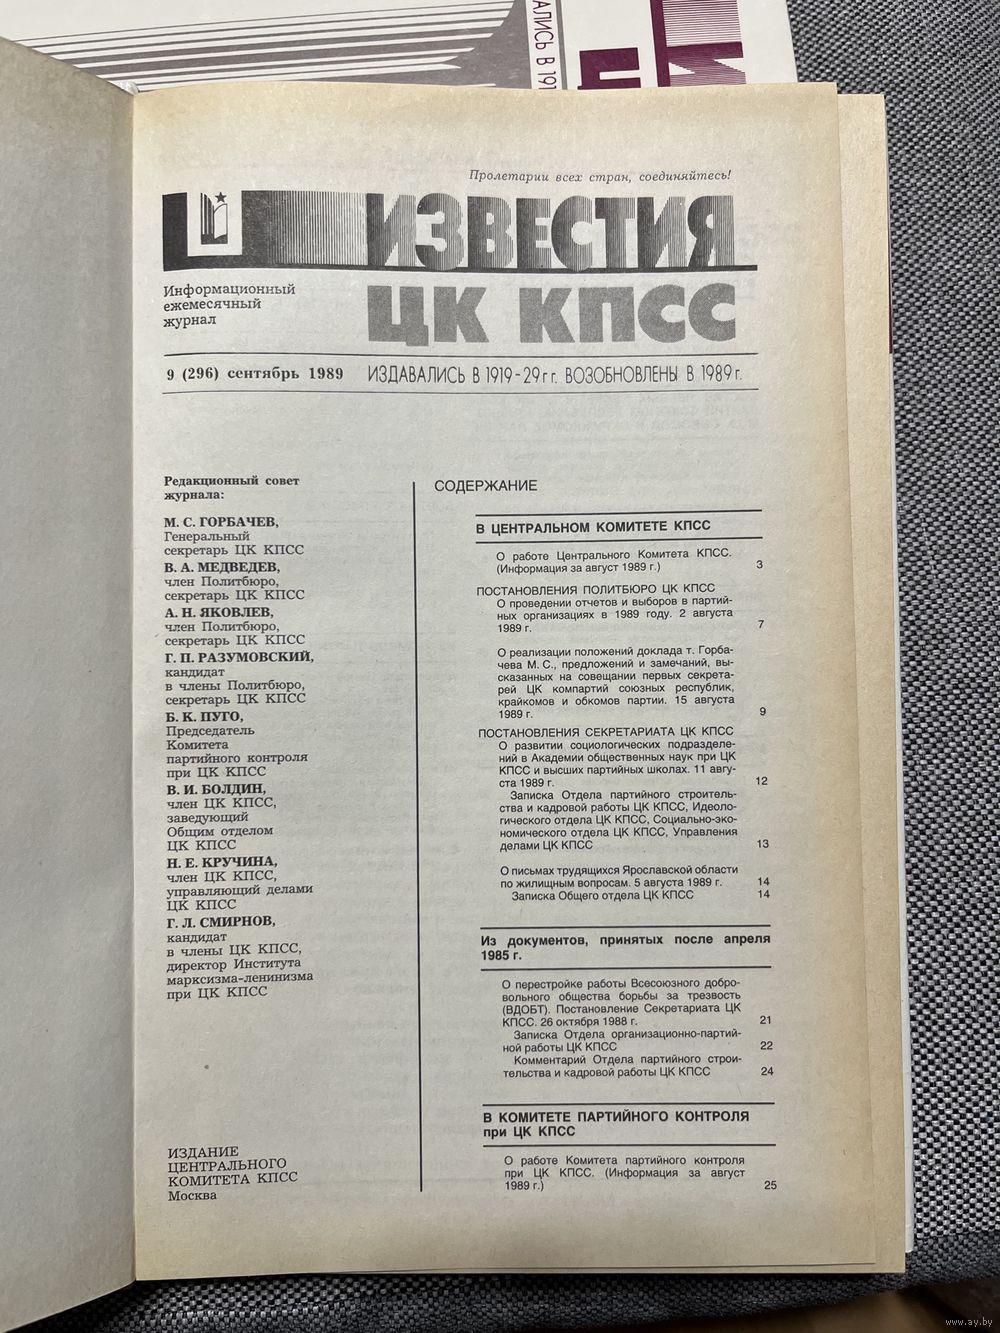 АЛИСЬ В 191
И
Ц
Пролетарии всех стран, соединяйтесь!
ИЗВЕСТИЯ
ЦК КПСС
Информационный
ежемесячный
журнал
9 (296) сентябрь 1989
ИЗДАВАЛИСЬ В 1919-29 гг. ВОЗОБНОВЛЕНЫ В 1989 г.
Редакционный совет
журнала:
М. С. ГОРБАЧЕВ,
Генеральный
секретарь ЦК КПСС
В. А. МЕДВЕДЕВ,
член Политбюро,
секретарь ЦК КПСС
А. Н. ЯКОВЛЕВ,
член Политбюро,
секретарь ЦК КПСС
Г. П. РАЗУМОВСКИЙ,
кандидат
в члены Политбюро,
секретарь ЦК КПСС
Б. К. ПУГО,
Председатель
Комитета
партийного контроля
при ЦК КПСС
В. И. БОЛДИН,
член ЦК КПСС,
заведующий
Общим отделом
ЦК КПСС
Н. Е. КРУЧИНА,
член ЦК КПСС,
управляющий делами
ЦК КПСС
Г. Л. СМИРНОВ,
кандидат
в члены ЦК КПСС,
директор Института
марксизма-ленинизма
при ЦК КПСС
ИЗДАНИЕ
ЦЕНТРАЛЬНОГО
КОМИТЕТА КПСС
Москва
СОДЕРЖАНИЕ
В ЦЕНТРАЛЬНОМ КОМИТЕТЕ КПСС
О работе Центрального Комитета КПСС.
(Информация за август 1989 г.) 3
ПОСТАНОВЛЕНИЯ ПОЛИТБЮРО ЦК КПСС
О проведении отчетов и выборов в партий-
ных организациях в 1989 году. 2 августа
1989 г. 7
О реализации положений доклада т. Горба-
чева М. С., предложений и замечаний, вы-
сказанных на совещании первых секрета-
рей ЦК компартий союзных республик,
крайкомов и обкомов партии. 15 августа
1989 г. 9
ПОСТАНОВЛЕНИЯ СЕКРЕТАРИАТА ЦК КПСС
О развитии социологических подразделе-
ний в Академии общественных наук при ЦК
КПСС и высших партийных школах. 11 авгу-
ста 1989 г. 12
Записка Отдела партийного строитель-
ства и кадровой работы ЦК КПСС, Идеоло-
гического отдела ЦК КПСС, Социально-эко-
номического отдела ЦК КПСС, Управления
делами ЦК КПСС 13
О письмах трудящихся Ярославской области
по жилищным вопросам. 5 августа 1989 г. 14
Записка Общего отдела ЦК КПСС 14
Из документов, принятых после апреля
1985 г.
О перестройке работы Всесоюзного добро-
вольного общества борьбы за трезвость
(ВДОБТ). Постановление Секретариата ЦК
КПСС. 26 октября 1988 г. 21
Записка Отдела организационно-партий-
ной работы ЦК КПСС 22
Комментарий Отдела партийного строи-
тельства и кадровой работы ЦК КПСС 24
В КОМИТЕТЕ ПАРТИЙНОГО КОНТРОЛЯ
при ЦК КПСС
О работе Комитета партийного контроля
при ЦК КПСС. (Информация за август
1989 г.) 25
www.ay.by